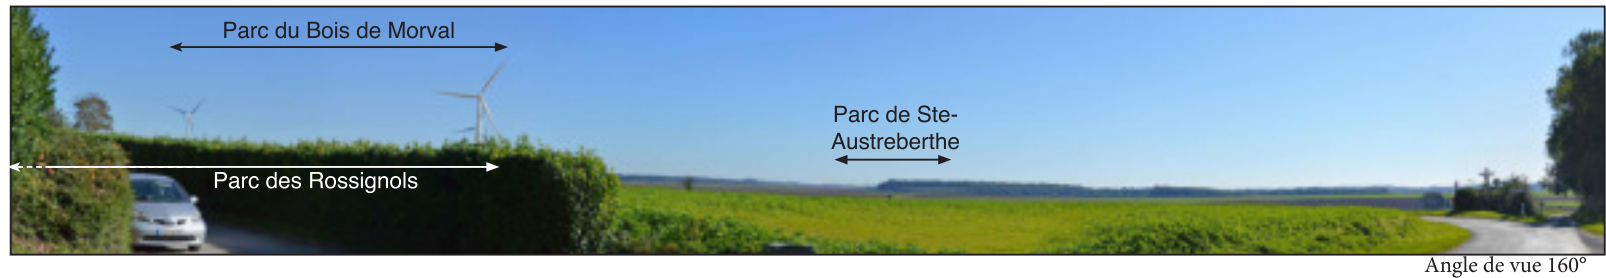 Parc du Bois de Morval
Parc de Ste-
Austreberthe
Parc des Rossignols
Angle de vue 160°